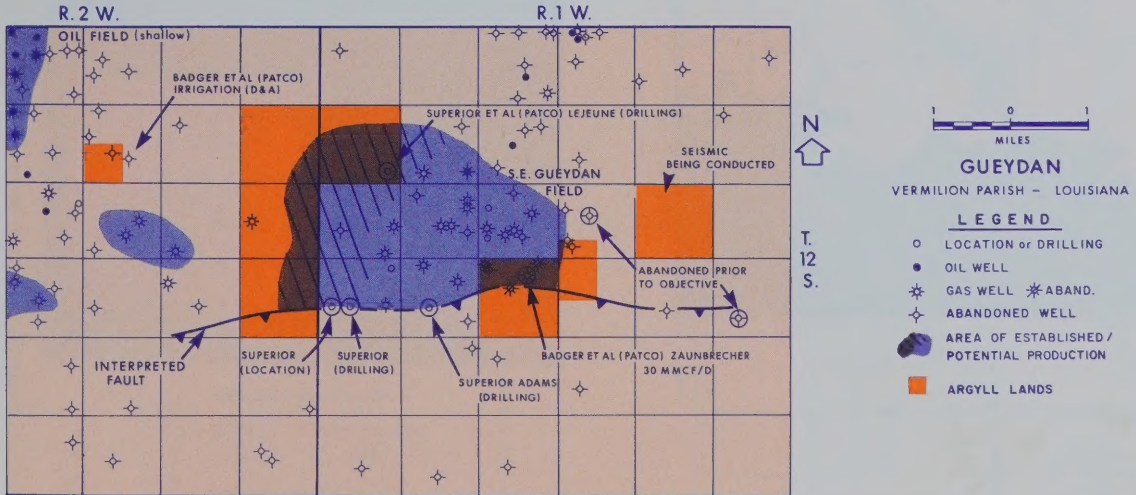 R. 2 W.
R. 1 W.
OIL FIELD (shallow)
BADGER ET AL (PATCO)
IRRIGATION (D&A)
SUPERIOR ET AL (PATCO) LEJEUNE (DRILLING)
SEISMIC
BEING CONDUCTED
S.E. GUEYDAN
FIELD
ABANDONED PRIOR
TO OBJECTIVE
INTERPRETED
FAULT
SUPERIOR
(LOCATION)
SUPERIOR
(DRILLING)
SUPERIOR ADAMS
(DRILLING)
BADGER ET AL (PATCO) ZAUNBRECHER
30 MMCF/D
N
T.
12
S.
1 0 1
MILES
GUEYDAN
VERMILION PARISH – LOUISIANA
LEGEND
LOCATION or DRILLING
OIL WELL
GAS WELL ABAND.
ABANDONED WELL
AREA OF ESTABLISHED /
POTENTIAL PRODUCTION
ARGYLL LANDS